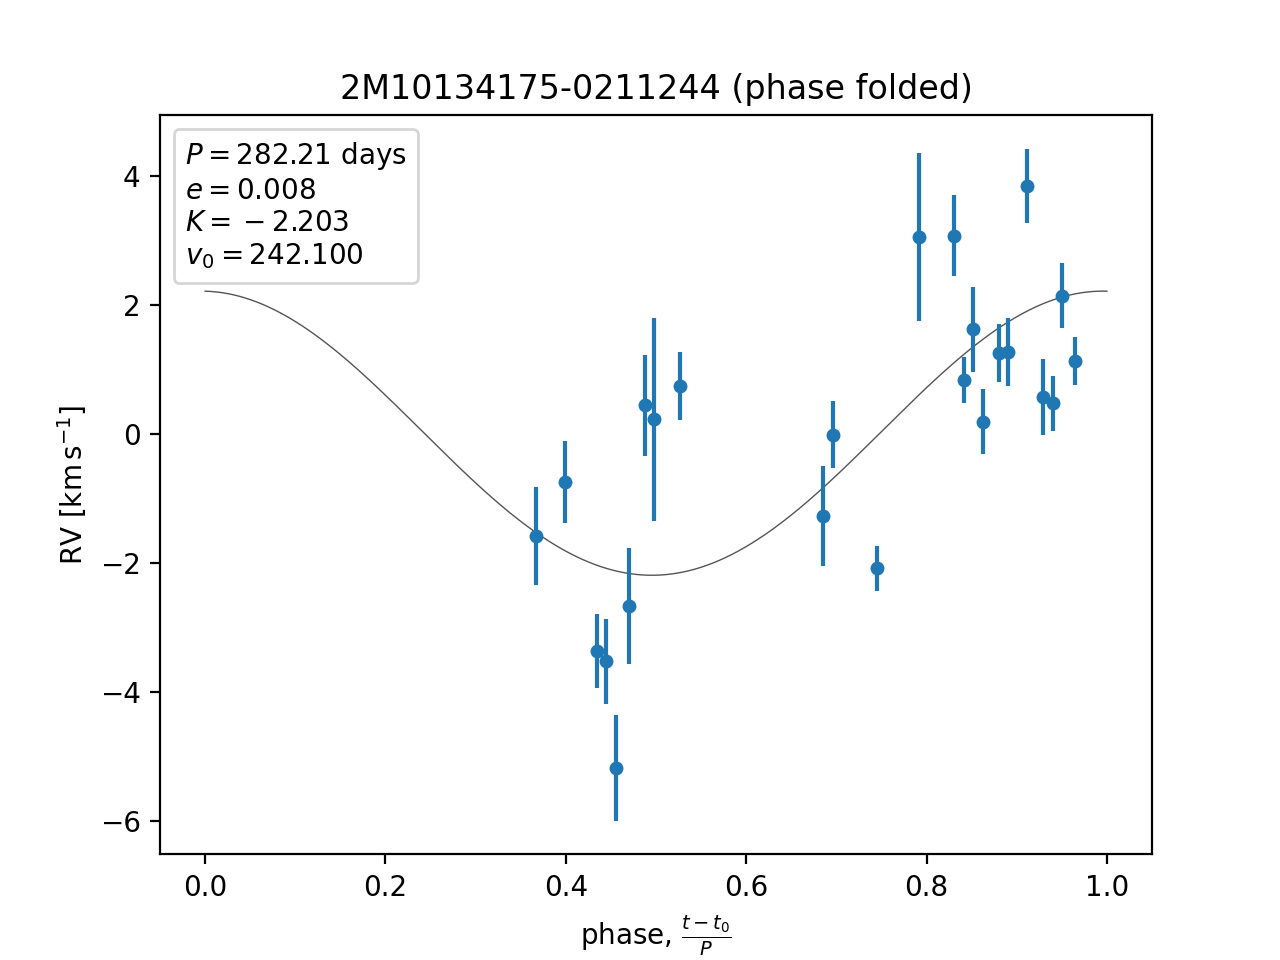 2M10134175-0211244 (phase folded)
P = 282.21 days
e = 0.008
K = −2.203
v₀ = 242.100
4
2
0
−2
−4
−6
RV [km s⁻¹]
0.0 0.2 0.4 0.6 0.8 1.0
phase, (t − t₀)/P